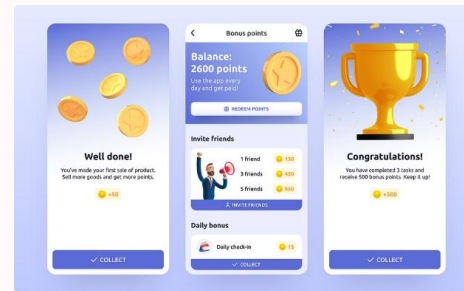 Well done!
You've made your first sale of product.
Sell more goods and get more points.
+50
COLLECT
Bonus points
Balance:
2600 points
Use the app every
day and get paid!
REDEEM POINTS
Invite friends
1 friend
130
3 friends
430
5 friends
930
INVITE FRIENDS
Daily bonus
Daily check-in
15
COLLECT
Congratulations!
You have completed 3 tasks and
receive 500 bonus points. Keep it up!
+500
COLLECT